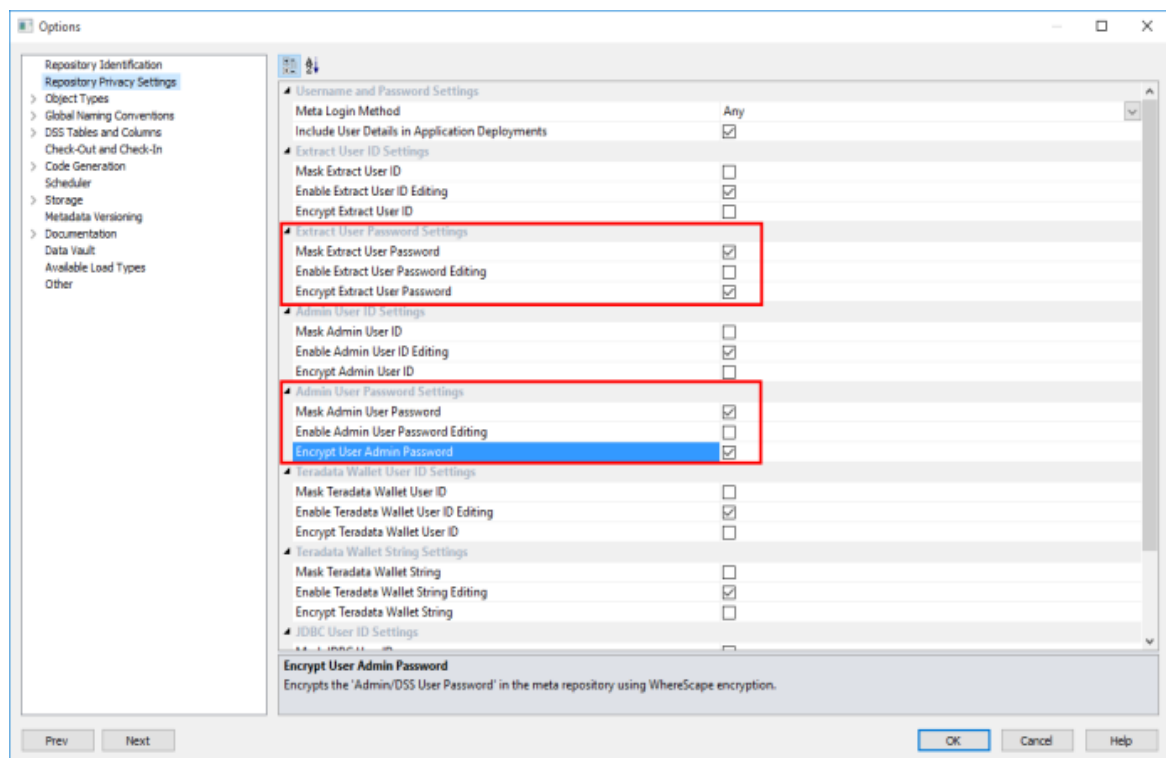 Options
Repository Identification
Repository Privacy Settings
Object Types
Global Naming Conventions
DSS Tables and Columns
Check-Out and Check-In
Code Generation
Scheduler
Storage
Metadata Versioning
Documentation
Data Vault
Available Load Types
Other
Username and Password Settings
Meta Login Method Any
Include User Details in Application Deployments
Extract User ID Settings
Mask Extract User ID
Enable Extract User ID Editing
Encrypt Extract User ID
Extract User Password Settings
Mask Extract User Password
Enable Extract User Password Editing
Encrypt Extract User Password
Admin User ID Settings
Mask Admin User ID
Enable Admin User ID Editing
Encrypt Admin User ID
Admin User Password Settings
Mask Admin User Password
Enable Admin User Password Editing
Encrypt User Admin Password
Teradata Wallet User ID Settings
Mask Teradata Wallet User ID
Enable Teradata Wallet User ID Editing
Encrypt Teradata Wallet User ID
Teradata Wallet String Settings
Mask Teradata Wallet String
Enable Teradata Wallet String Editing
Encrypt Teradata Wallet String
JDBC User ID Settings
Encrypt User Admin Password
Encrypts the 'Admin/DSS User Password' in the meta repository using WhereScape encryption.
Prev Next OK Cancel Help